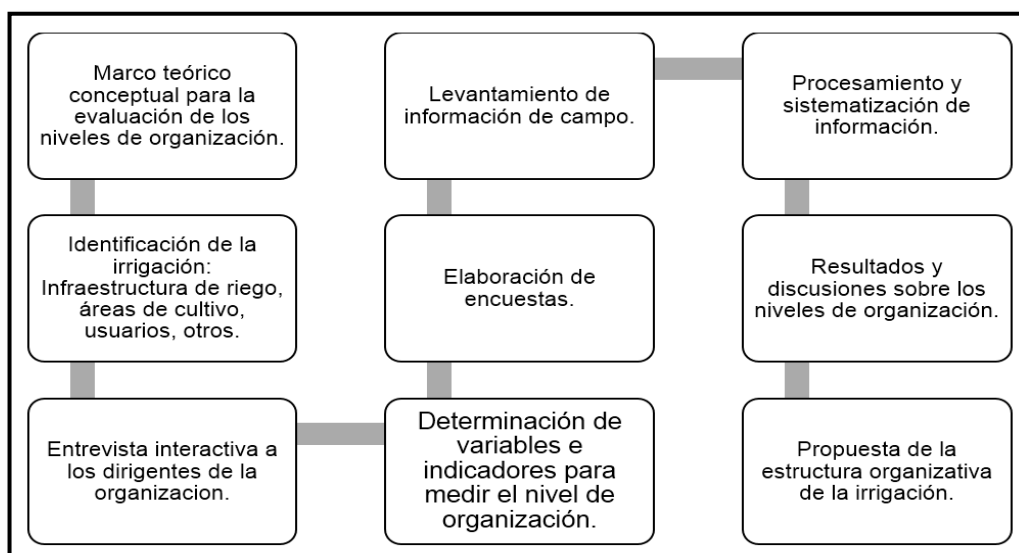 Marco teórico
conceptual para la
evaluación de los
niveles de organización.
Identificación de la
irrigación:
Infraestructura de riego,
áreas de cultivo,
usuarios, otros.
Entrevista interactiva a
los dirigentes de la
organizacion.
Determinación de
variables e
indicadores para
medir el nivel de
organización.
Elaboración de
encuestas.
Levantamiento de
información de campo.
Procesamiento y
sistematización de
información.
Resultados y
discusiones sobre los
niveles de organización.
Propuesta de la
estructura organizativa
de la irrigación.